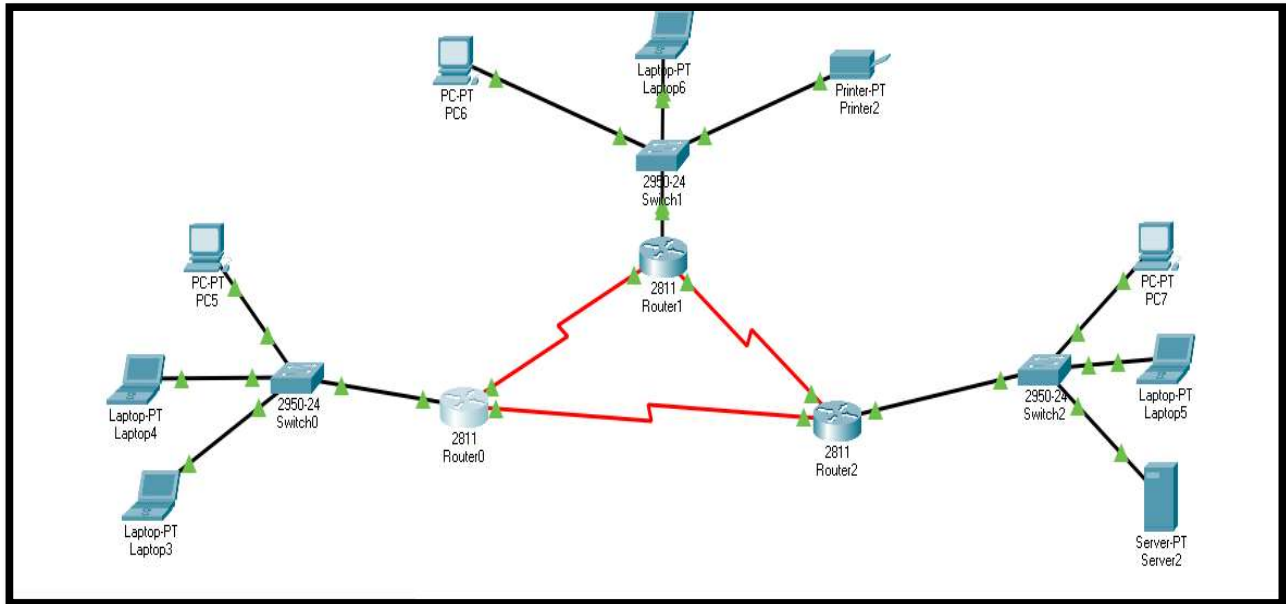 Laptop-PT
Laptop6
PC-PT
PC6
Printer-PT
Printer2
2950-24
Switch1
2811
Router1
PC-PT
PC5
PC-PT
PC7
Laptop-PT
Laptop4
2950-24
Switch0
2811
Router0
2811
Router2
2950-24
Switch2
Laptop-PT
Laptop5
Laptop-PT
Laptop3
Server-PT
Server2